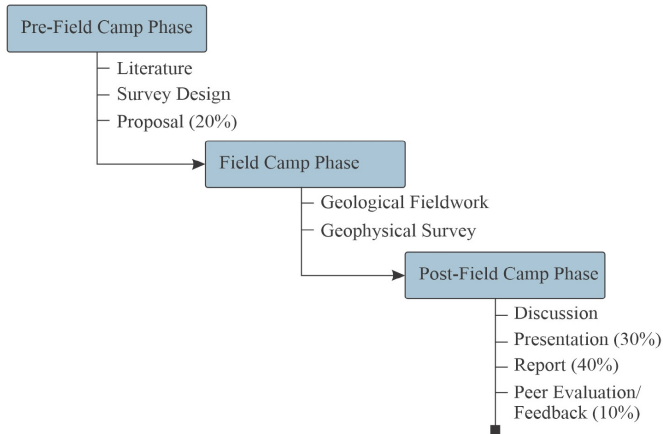 Pre-Field Camp Phase
Literature
Survey Design
Proposal (20%)
Field Camp Phase
Geological Fieldwork
Geophysical Survey
Post-Field Camp Phase
Discussion
Presentation (30%)
Report (40%)
Peer Evaluation/
Feedback (10%)